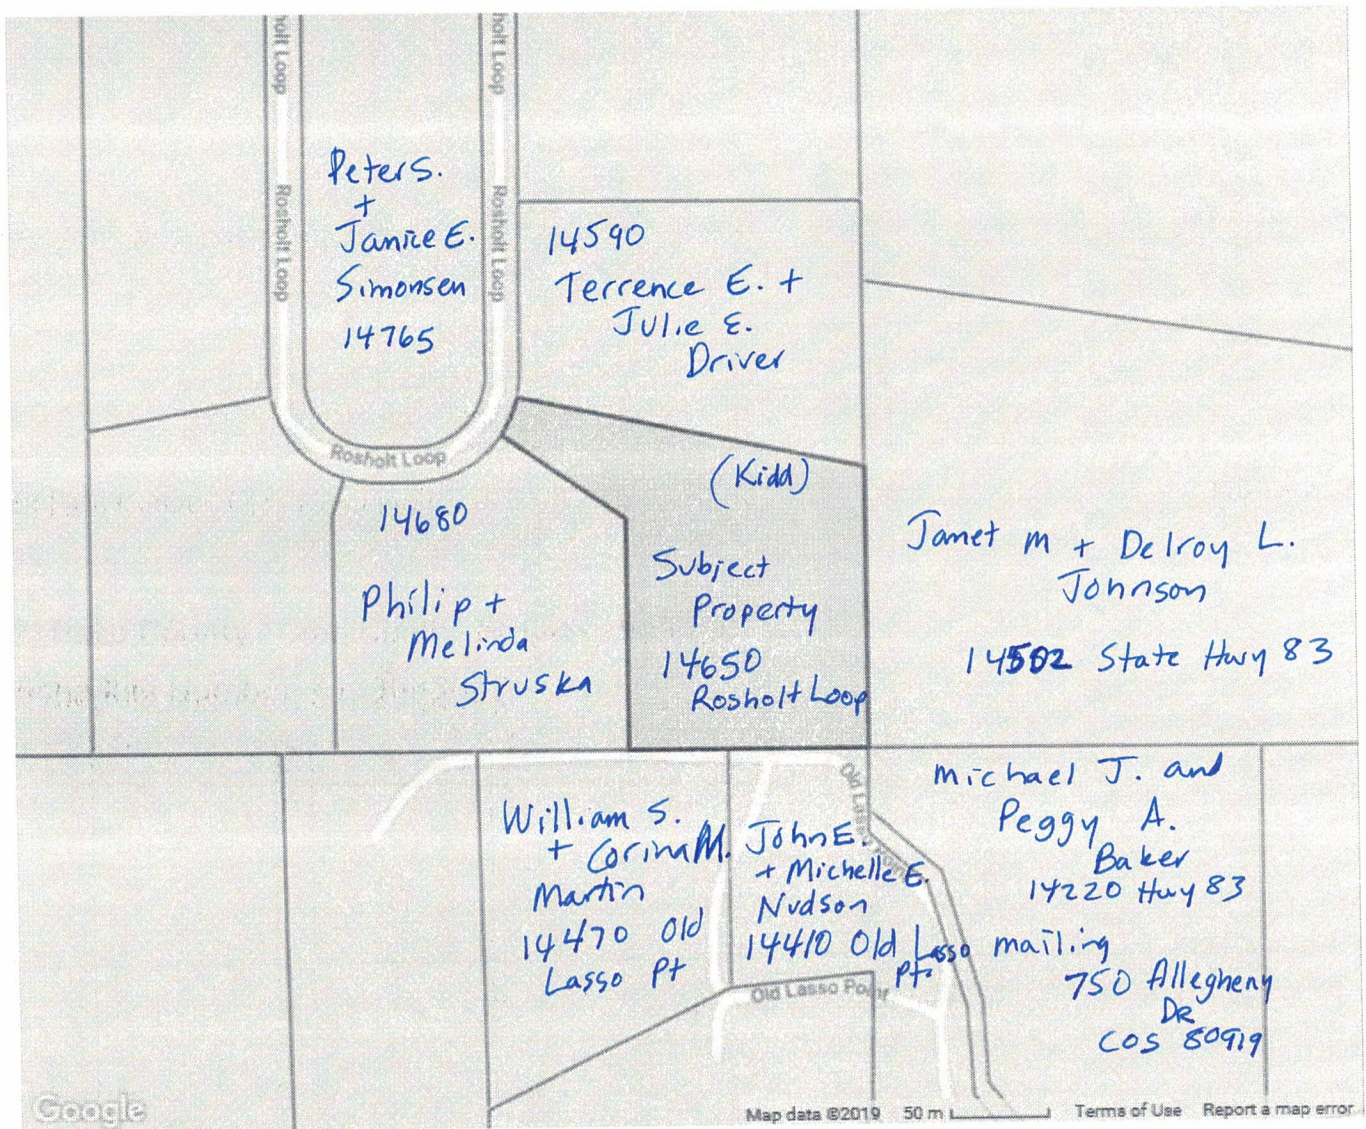 holt Loop
holt Loop
Rosholt Loop
Rosholt Loop
Rosholt Loop
Peter S.
+
Janice E.
Simonsen
14765
14590
Terrence E. +
Julie E.
Driver
(Kidd)
Subject
Property
14650
Rosholt Loop
14680
Philip +
Melinda
Struska
Janet M + Delroy L.
Johnson
14502 State Hwy 83
William S.
+ Corina M.
Martin
14470 Old
Lasso Pt
John E.
+ Michelle E.
Nudson
14410 Old Lasso
Pt.
Michael J. and
Peggy A.
Baker
14220 Hwy 83
mailing
750 Allegheny
DR
COS 80919
Old Lasso Point
Old Lasso Point
Google
Map data ©2019 50 m Terms of Use Report a map error